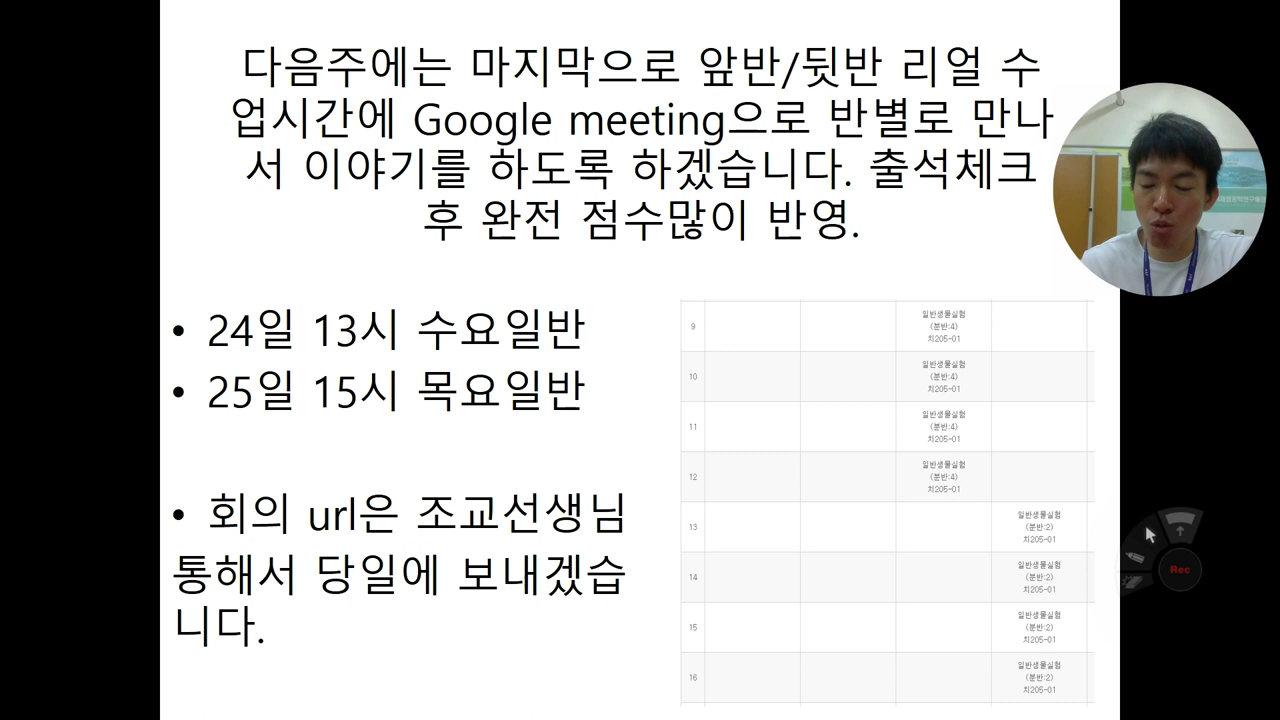 다음주에는 마지막으로 앞반/뒷반 리얼 수
업시간에 Google meeting으로 반별로 만나
서 이야기를 하도록 하겠습니다. 출석체크
후 완전 점수많이 반영.
• 24일 13시 수요일반
• 25일 15시 목요일반
• 회의 url은 조교선생님
통해서 당일에 보내겠습
니다.
9
일반생물실험
(분반:4)
치205-01
10
일반생물실험
(분반:4)
치205-01
11
일반생물실험
(분반:4)
치205-01
12
일반생물실험
(분반:4)
치205-01
13
일반생물실험
(분반:2)
치205-01
14
일반생물실험
(분반:2)
치205-01
15
일반생물실험
(분반:2)
치205-01
16
일반생물실험
(분반:2)
치205-01
Rec